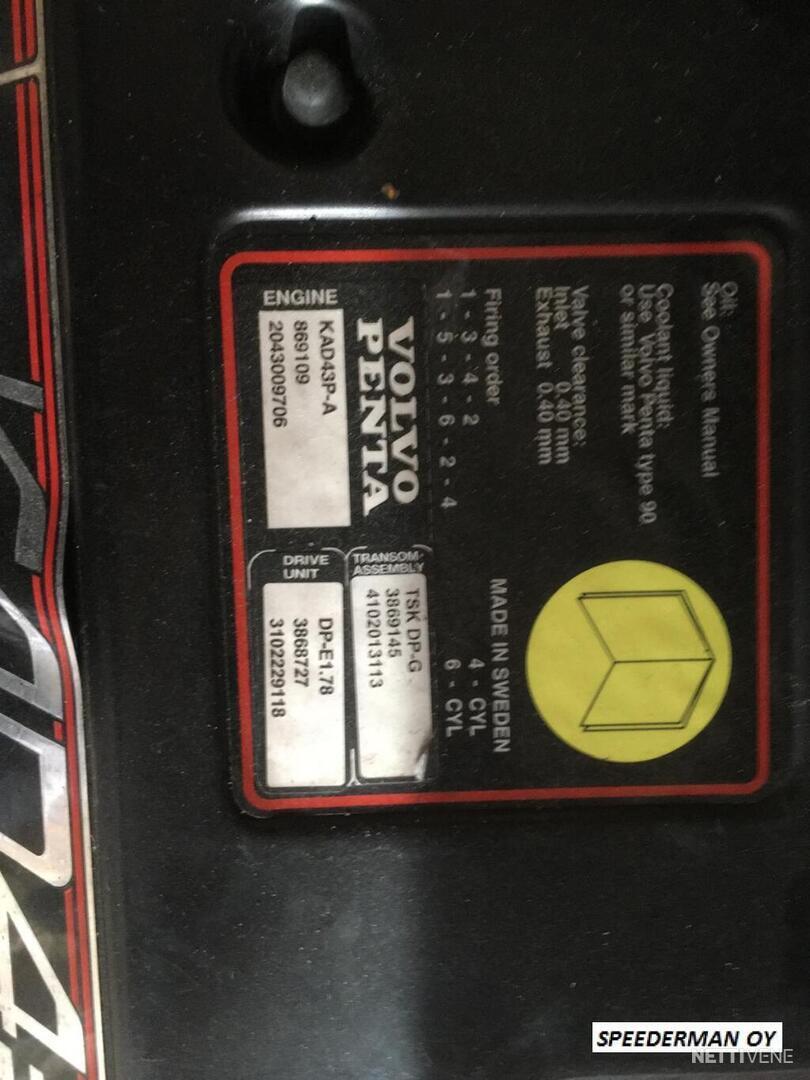 Oil:
See Owners Manual
Coolant liquid:
Use Volvo Penta type 90
or similar mark
Valve clearance:
Inlet 0.40 mm
Exhaust 0.40 mm
Firing order
1 - 3 - 4 - 2 4 - CYL
1 - 5 - 3 - 6 - 2 - 4 6 - CYL
MADE IN SWEDEN
VOLVO
PENTA
ENGINE
KAD43P-A
869109
2043009706
TRANSOM-
ASSEMBLY
TSK DP-G
3869145
4102013113
DRIVE
UNIT
DP-E1.78
3868727
3102229118
SPEEDERMAN OY
NETTIVENE